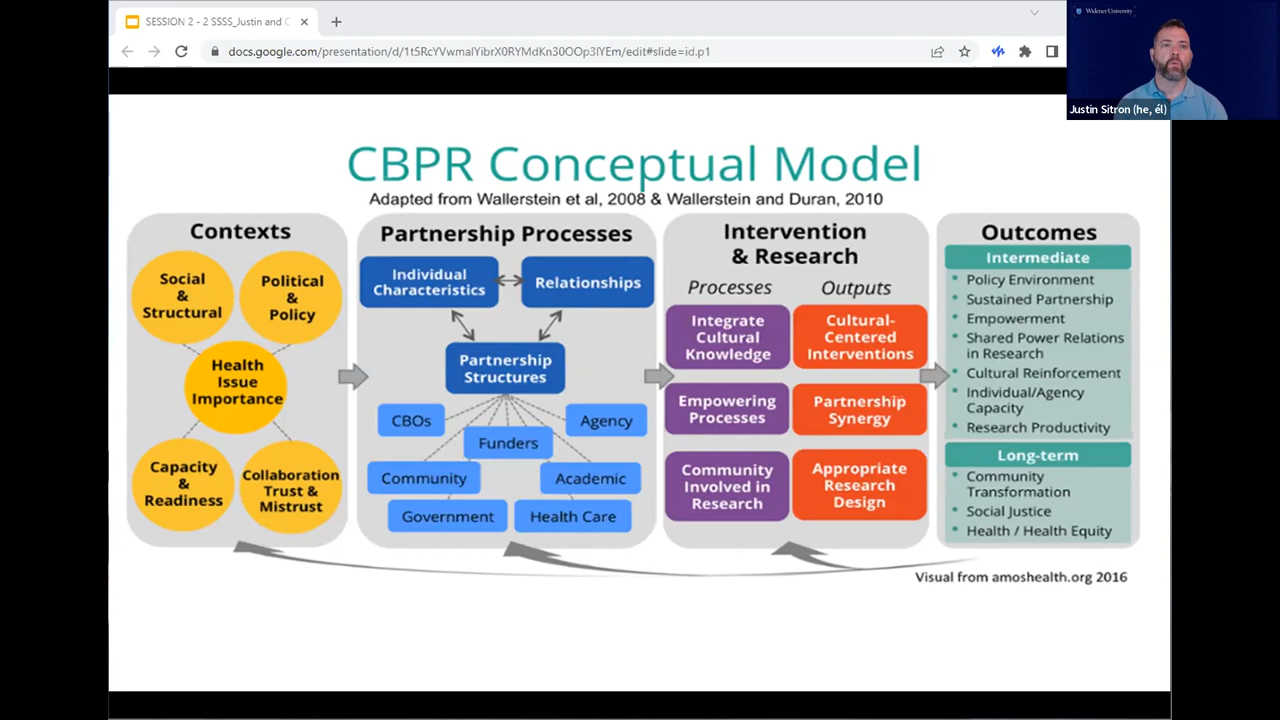 SESSION 2 - 2 SSSS_Justin and C
docs.google.com/presentation/d/1t5RcYVwmalYibrX0RYMdKn30OOp3lYEm/edit#slide=id.p1
Widener University
Justin Sitron (he, él)
CBPR Conceptual Model
Adapted from Wallerstein et al, 2008 & Wallerstein and Duran, 2010
Contexts
Social
&
Structural
Political
&
Policy
Health
Issue
Importance
Capacity
&
Readiness
Collaboration
Trust &
Mistrust
Partnership Processes
Individual
Characteristics
Relationships
Partnership
Structures
CBOs
Agency
Funders
Community
Academic
Government
Health Care
Intervention
& Research
Processes
Outputs
Integrate
Cultural
Knowledge
Cultural-
Centered
Interventions
Empowering
Processes
Partnership
Synergy
Community
Involved in
Research
Appropriate
Research
Design
Outcomes
Intermediate
• Policy Environment
• Sustained Partnership
• Empowerment
• Shared Power Relations
in Research
• Cultural Reinforcement
• Individual/Agency
Capacity
• Research Productivity
Long-term
• Community
Transformation
• Social Justice
• Health / Health Equity
Visual from amoshealth.org 2016